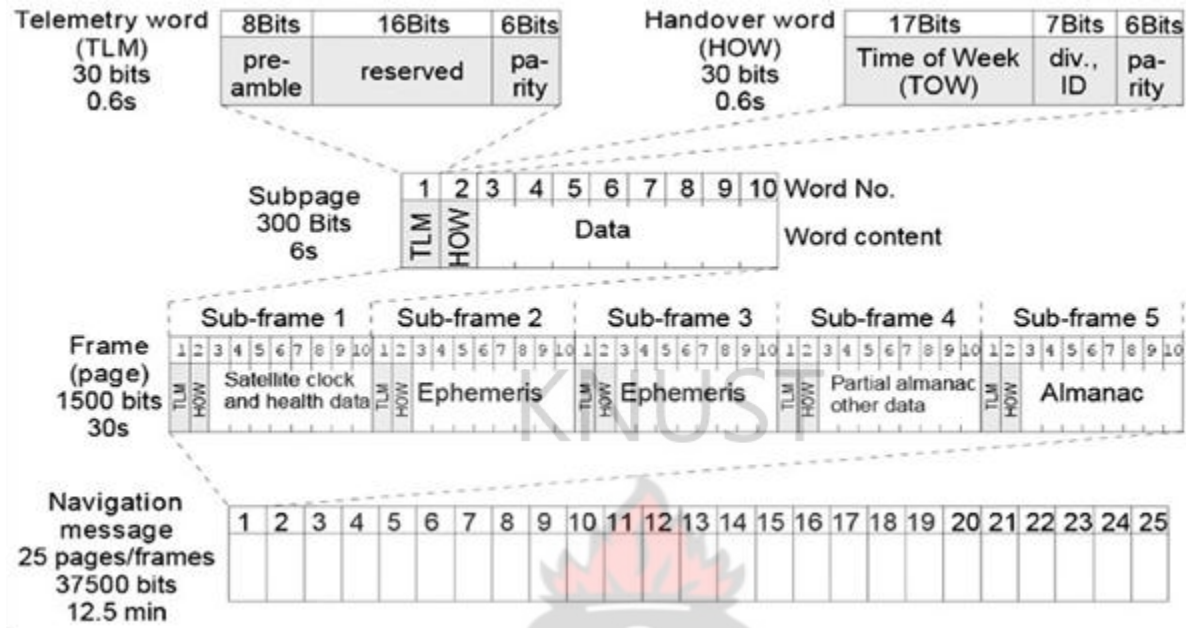 Telemetry word
(TLM)
30 bits
0.6s
8Bits 16Bits 6Bits
pre-
amble
reserved
pa-
rity
Handover word
(HOW)
30 bits
0.6s
17Bits 7Bits 6Bits
Time of Week
(TOW)
div.,
ID
pa-
rity
Subpage
300 Bits
6s
1 2 3 4 5 6 7 8 9 10 Word No.
TLM HOW Data Word content
Sub-frame 1 Sub-frame 2 Sub-frame 3 Sub-frame 4 Sub-frame 5
Frame
(page)
1500 bits
30s
1 2 3 4 5 6 7 8 9 10 1 2 3 4 5 6 7 8 9 10 1 2 3 4 5 6 7 8 9 10 1 2 3 4 5 6 7 8 9 10 1 2 3 4 5 6 7 8 9 10
TLM HOW
Satellite clock
and health data
TLM HOW
Ephemeris
TLM HOW
Ephemeris
TLM HOW
Partial almanac
other data
TLM HOW
Almanac
KNUST
Navigation
message
25 pages/frames
37500 bits
12.5 min
1 2 3 4 5 6 7 8 9 10 11 12 13 14 15 16 17 18 19 20 21 22 23 24 25